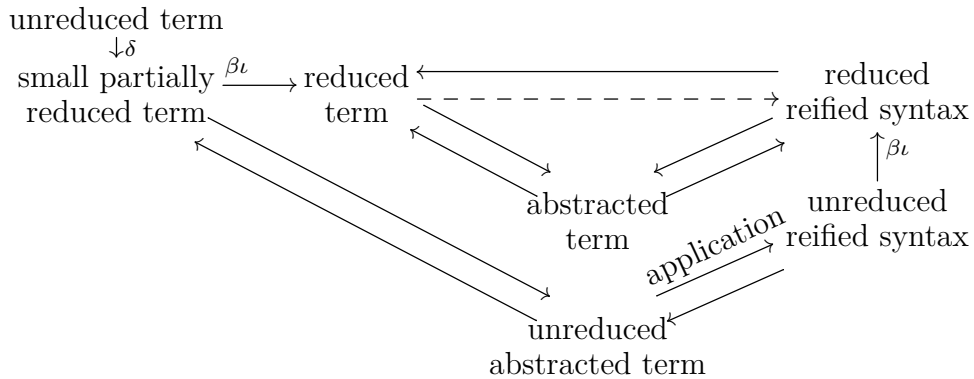 unreduced term
δ
small partially
reduced term
βι
reduced
term
reduced
reified syntax
βι
abstracted
term
unreduced
reified syntax
application
unreduced
abstracted term